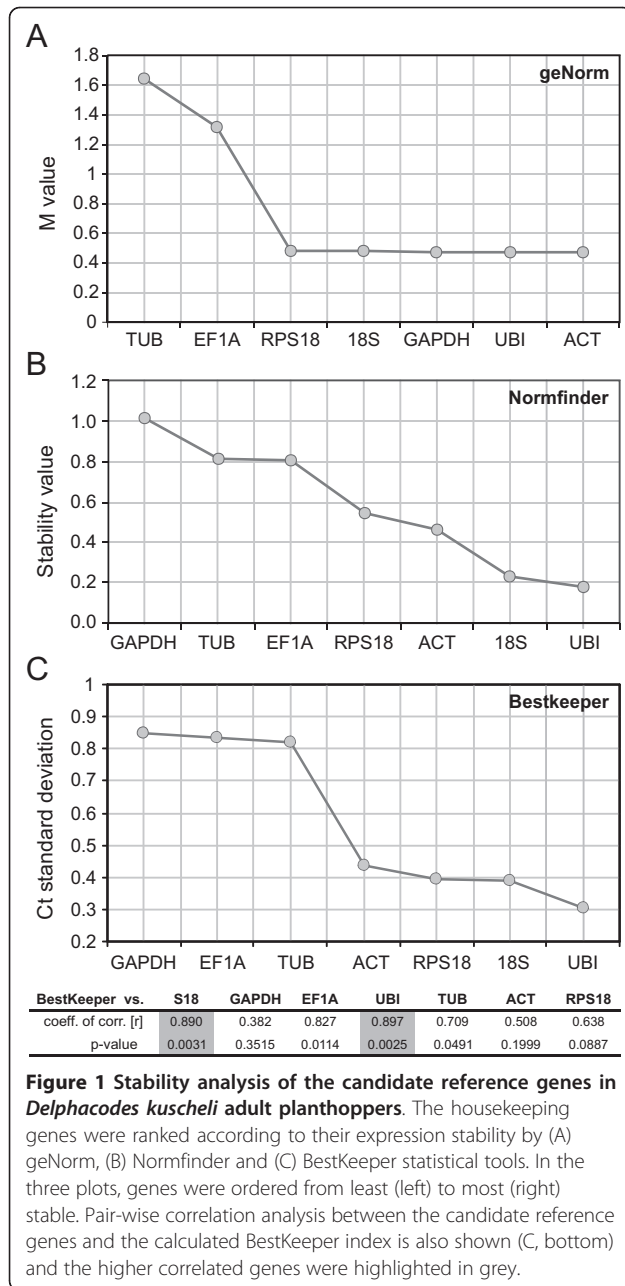 A
geNorm
1.8
1.6
1.4
1.2
1.0
0.8
0.6
0.4
0.2
0
M value
TUB EF1A RPS18 18S GAPDH UBI ACT
B
Normfinder
1.2
1.0
0.8
0.6
0.4
0.2
0.0
Stability value
GAPDH TUB EF1A RPS18 ACT 18S UBI
C
Bestkeeper
1
0.9
0.8
0.7
0.6
0.5
0.4
0.3
0.2
Ct standard deviation
GAPDH EF1A TUB ACT RPS18 18S UBI
BestKeeper vs. S18 GAPDH EF1A UBI TUB ACT RPS18
coeff. of corr. [r] 0.890 0.382 0.827 0.897 0.709 0.508 0.638
p-value 0.0031 0.3515 0.0114 0.0025 0.0491 0.1999 0.0887
Figure 1 Stability analysis of the candidate reference genes in
Delphacodes kuscheli adult planthoppers. The housekeeping
genes were ranked according to their expression stability by (A)
geNorm, (B) Normfinder and (C) BestKeeper statistical tools. In the
three plots, genes were ordered from least (left) to most (right)
stable. Pair-wise correlation analysis between the candidate reference
genes and the calculated BestKeeper index is also shown (C, bottom)
and the higher correlated genes were highlighted in grey.